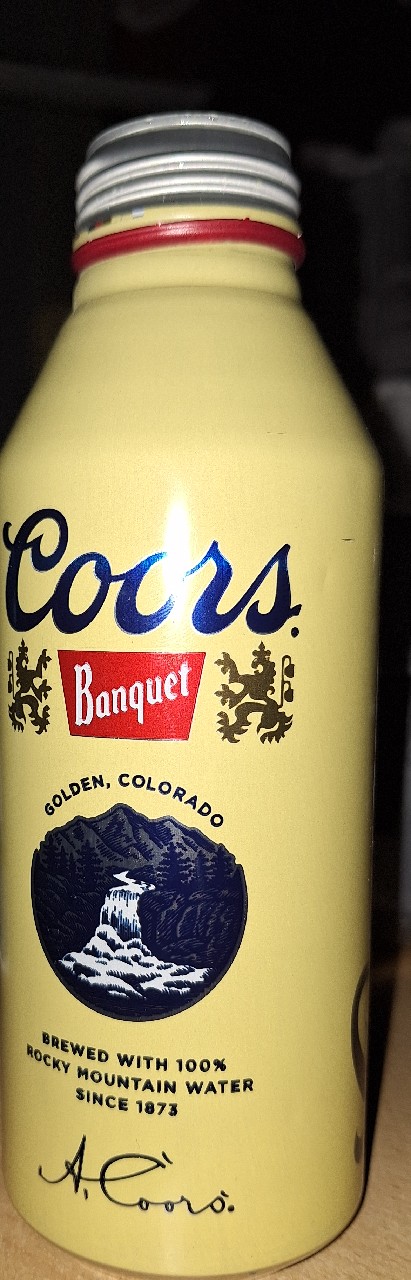 Coors.
Banquet
GOLDEN, COLORADO
BREWED WITH 100%
ROCKY MOUNTAIN WATER
SINCE 1873
A. Coors.